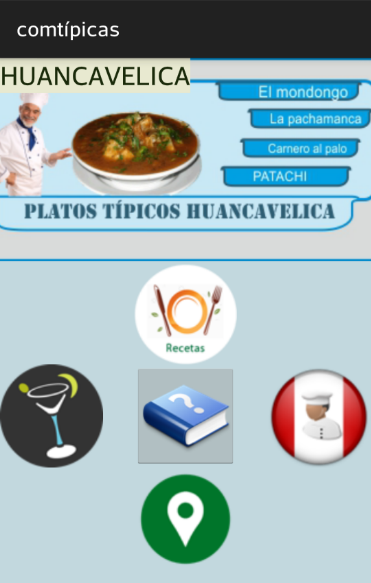 comtípicas
HUANCAVELICA
El mondongo
La pachamanca
Carnero al palo
PATACHI
PLATOS TÍPICOS HUANCAVELICA
Recetas
?